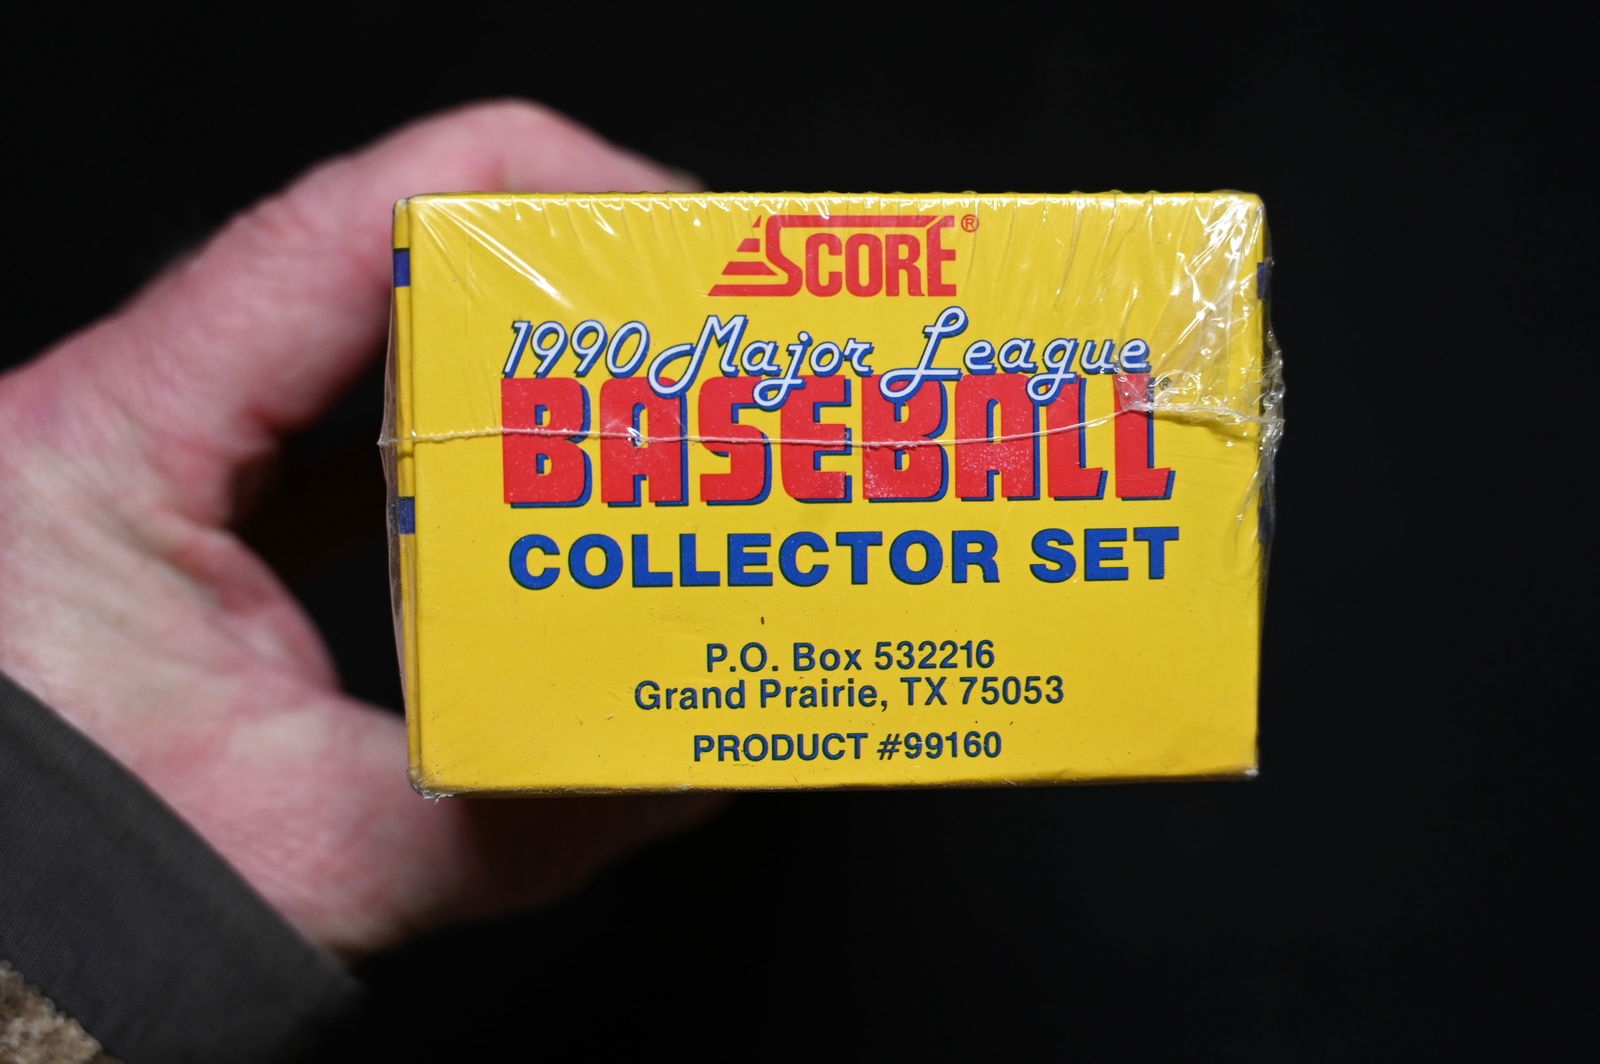 SCORE®
1990 Major League
BASEBALL®
COLLECTOR SET
P.O. Box 532216
Grand Prairie, TX 75053
PRODUCT #99160